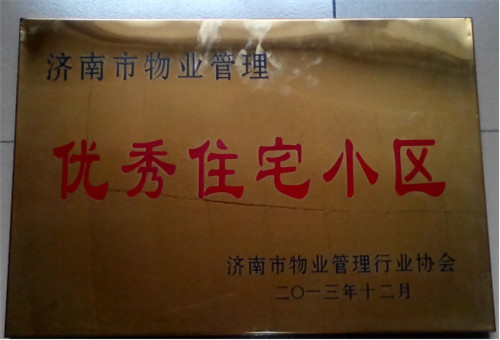 济南市物业管理
优秀住宅小区
济南市物业管理行业协会
二〇一三年十二月